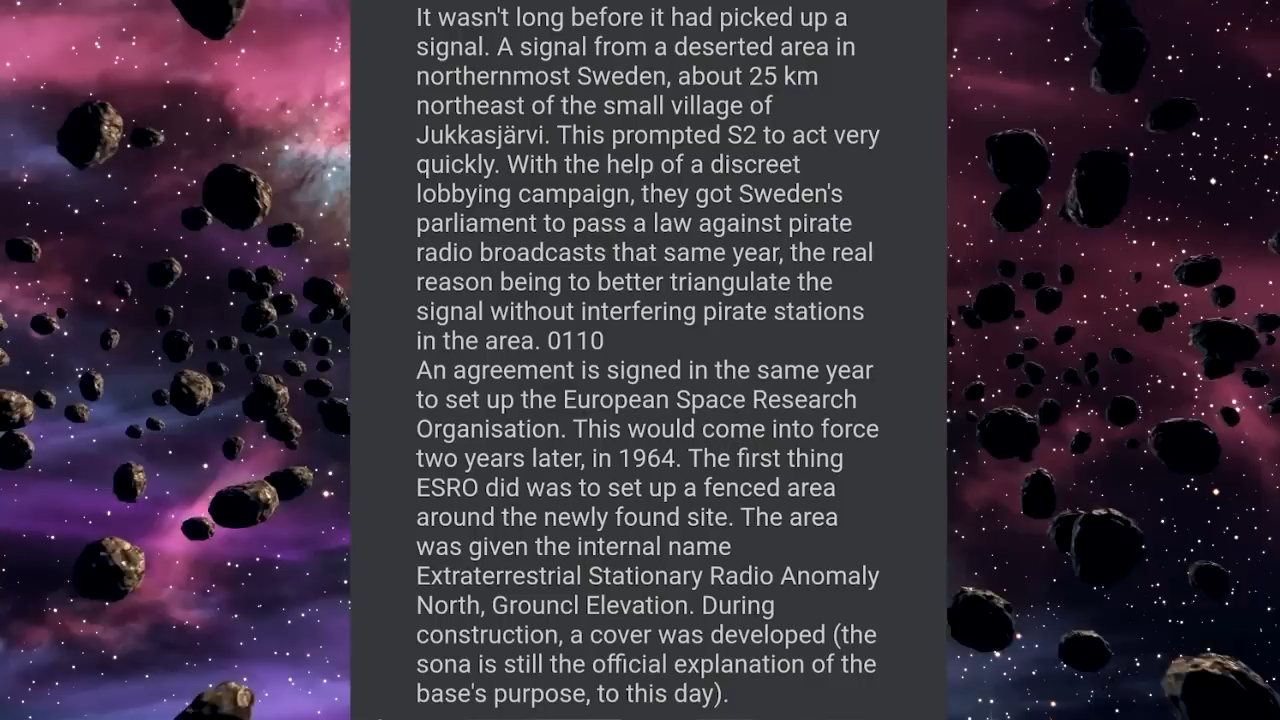 It wasn't long before it had picked up a
signal. A signal from a deserted area in
northernmost Sweden, about 25 km
northeast of the small village of
Jukkasjärvi. This prompted S2 to act very
quickly. With the help of a discreet
lobbying campaign, they got Sweden's
parliament to pass a law against pirate
radio broadcasts that same year, the real
reason being to better triangulate the
signal without interfering pirate stations
in the area. 0110
An agreement is signed in the same year
to set up the European Space Research
Organisation. This would come into force
two years later, in 1964. The first thing
ESRO did was to set up a fenced area
around the newly found site. The area
was given the internal name
Extraterrestrial Stationary Radio Anomaly
North, Grouncl Elevation. During
construction, a cover was developed (the
sona is still the official explanation of the
base's purpose, to this day).